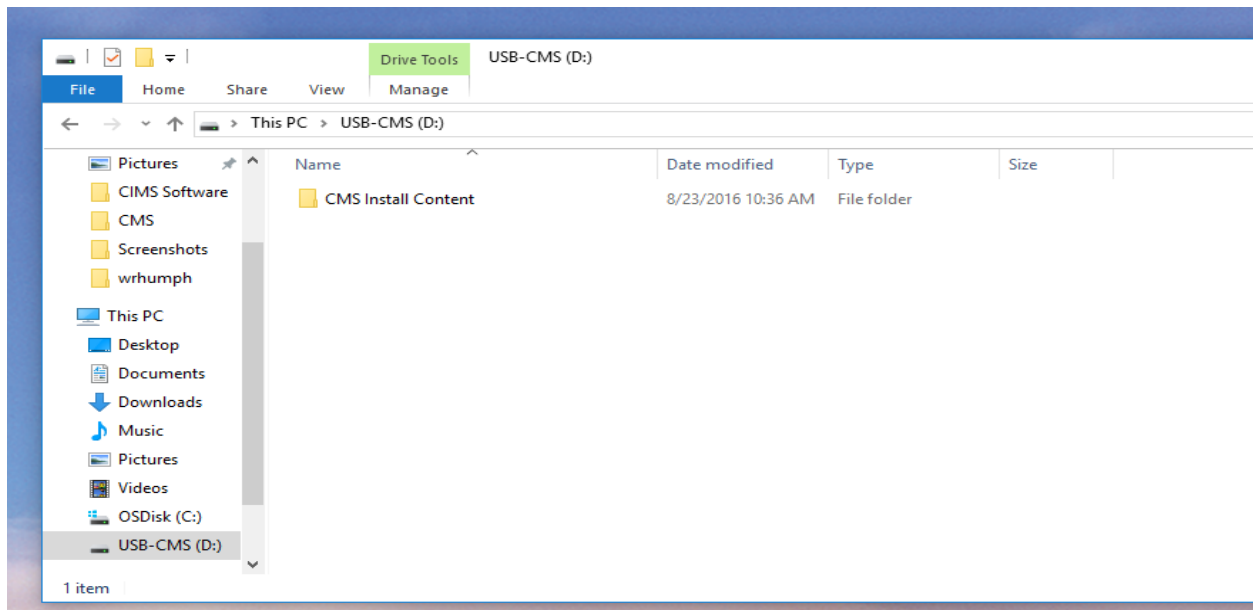 Drive Tools USB-CMS (D:)
File Home Share View Manage
This PC > USB-CMS (D:)
Name Date modified Type Size
CMS Install Content 8/23/2016 10:36 AM File folder
Pictures
CIMS Software
CMS
Screenshots
wrhumph
This PC
Desktop
Documents
Downloads
Music
Pictures
Videos
OSDisk (C:)
USB-CMS (D:)
1 item